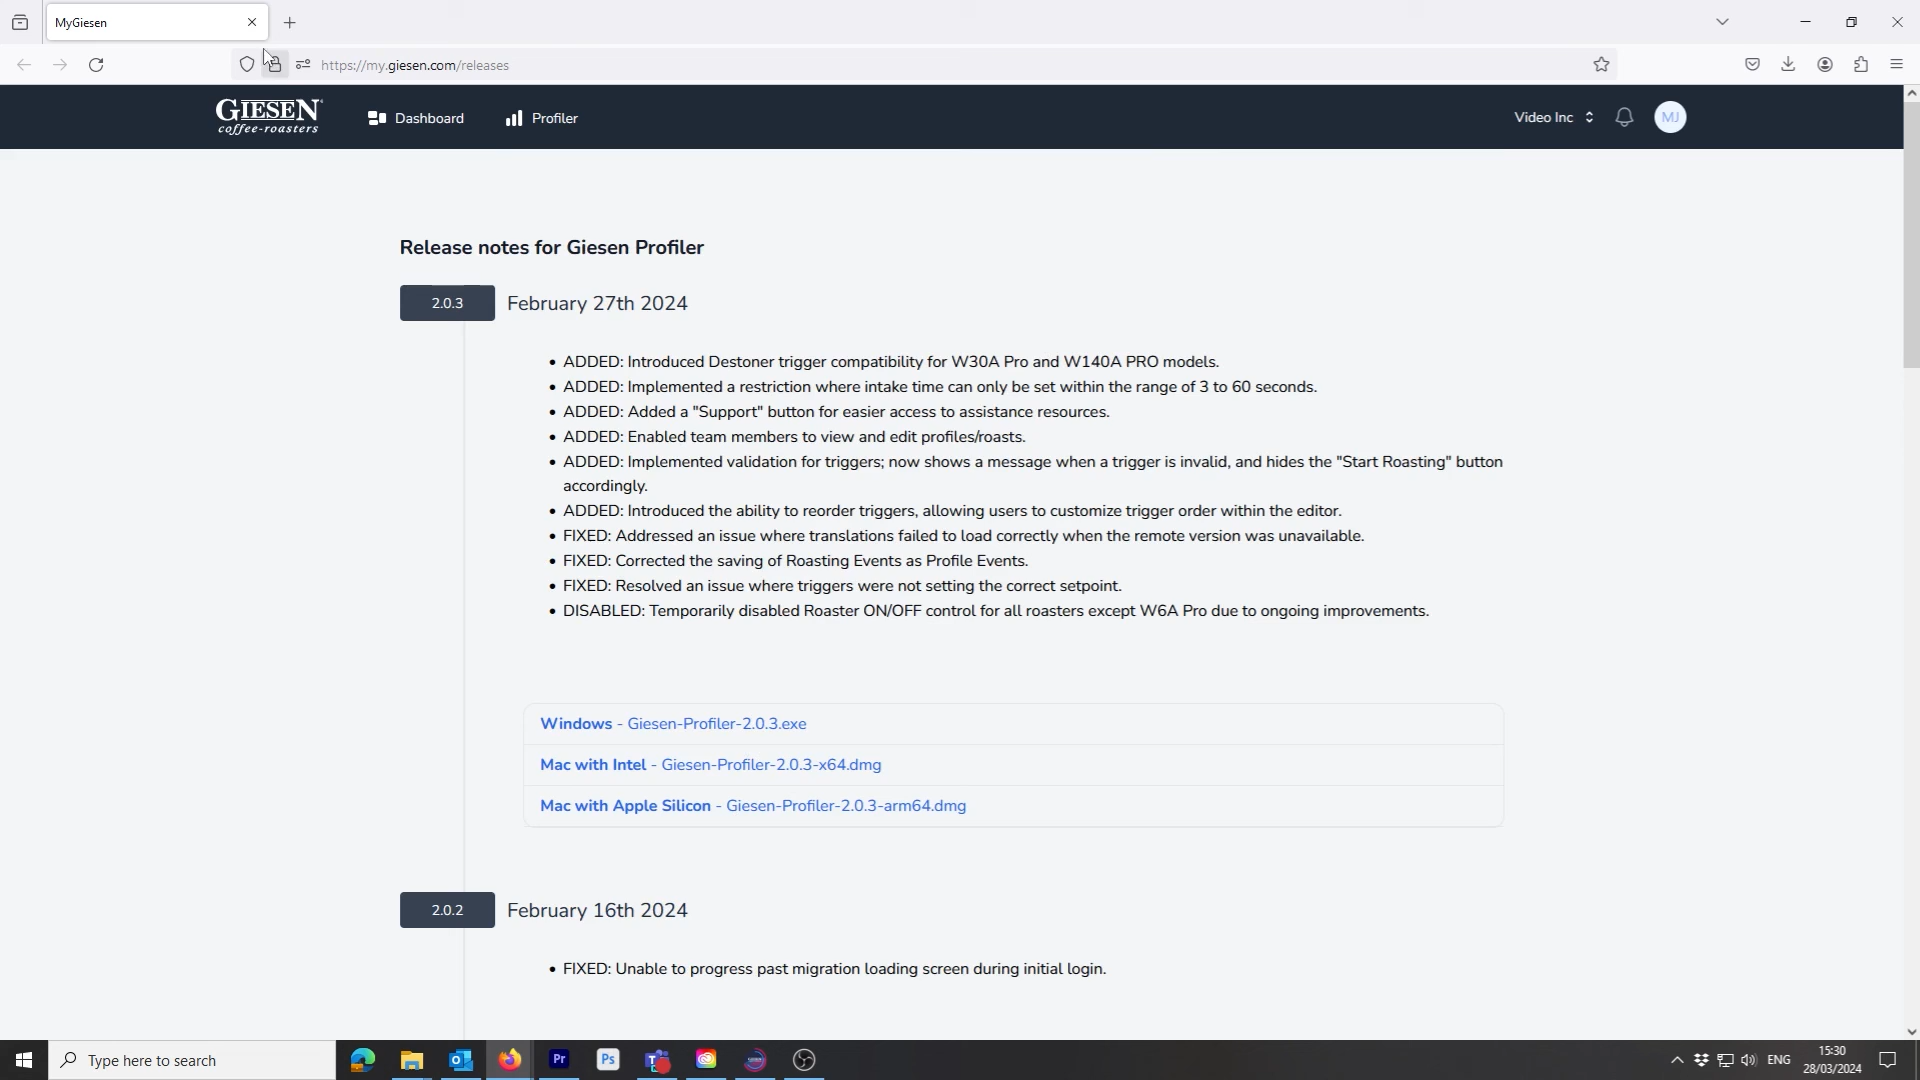 MyGiesen
https://my.giesen.com/releases
GIESEN
coffee-roasters
Dashboard
Profiler
Video Inc
MJ
Release notes for Giesen Profiler
2.0.3
February 27th 2024
• ADDED: Introduced Destoner trigger compatibility for W30A Pro and W140A PRO models.
• ADDED: Implemented a restriction where intake time can only be set within the range of 3 to 60 seconds.
• ADDED: Added a "Support" button for easier access to assistance resources.
• ADDED: Enabled team members to view and edit profiles/roasts.
• ADDED: Implemented validation for triggers; now shows a message when a trigger is invalid, and hides the "Start Roasting" button
accordingly.
• ADDED: Introduced the ability to reorder triggers, allowing users to customize trigger order within the editor.
• FIXED: Addressed an issue where translations failed to load correctly when the remote version was unavailable.
• FIXED: Corrected the saving of Roasting Events as Profile Events.
• FIXED: Resolved an issue where triggers were not setting the correct setpoint.
• DISABLED: Temporarily disabled Roaster ON/OFF control for all roasters except W6A Pro due to ongoing improvements.
Windows - Giesen-Profiler-2.0.3.exe
Mac with Intel - Giesen-Profiler-2.0.3-x64.dmg
Mac with Apple Silicon - Giesen-Profiler-2.0.3-arm64.dmg
2.0.2
February 16th 2024
• FIXED: Unable to progress past migration loading screen during initial login.
Type here to search
Pr
Ps
ENG
15:30
28/03/2024